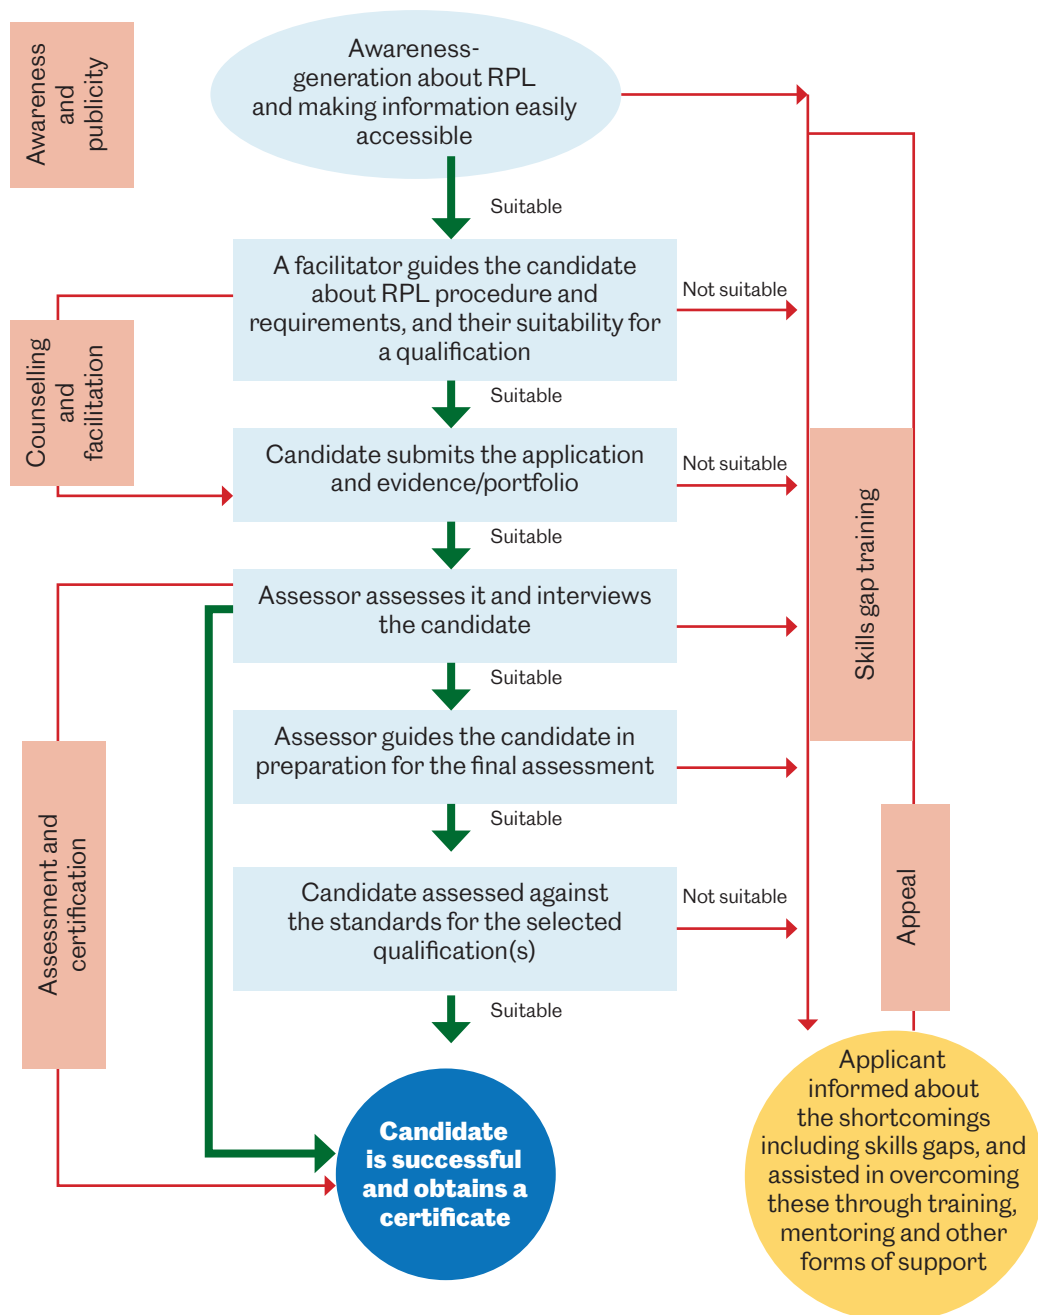 Awareness
and
publicity
Awareness-
generation about RPL
and making information easily
accessible
Suitable
A facilitator guides the candidate
about RPL procedure and
requirements, and their suitability for
a qualification
Not suitable
Counselling
and
facilitation
Suitable
Candidate submits the application
and evidence/portfolio
Not suitable
Skills gap training
Suitable
Assessor assesses it and interviews
the candidate
Suitable
Assessor guides the candidate in
preparation for the final assessment
Assessment and
certification
Suitable
Candidate assessed against
the standards for the selected
qualification(s)
Not suitable
Appeal
Suitable
Candidate
is successful
and obtains a
certificate
Applicant
informed about
the shortcomings
including skills gaps, and
assisted in overcoming
these through training,
mentoring and other
forms of support